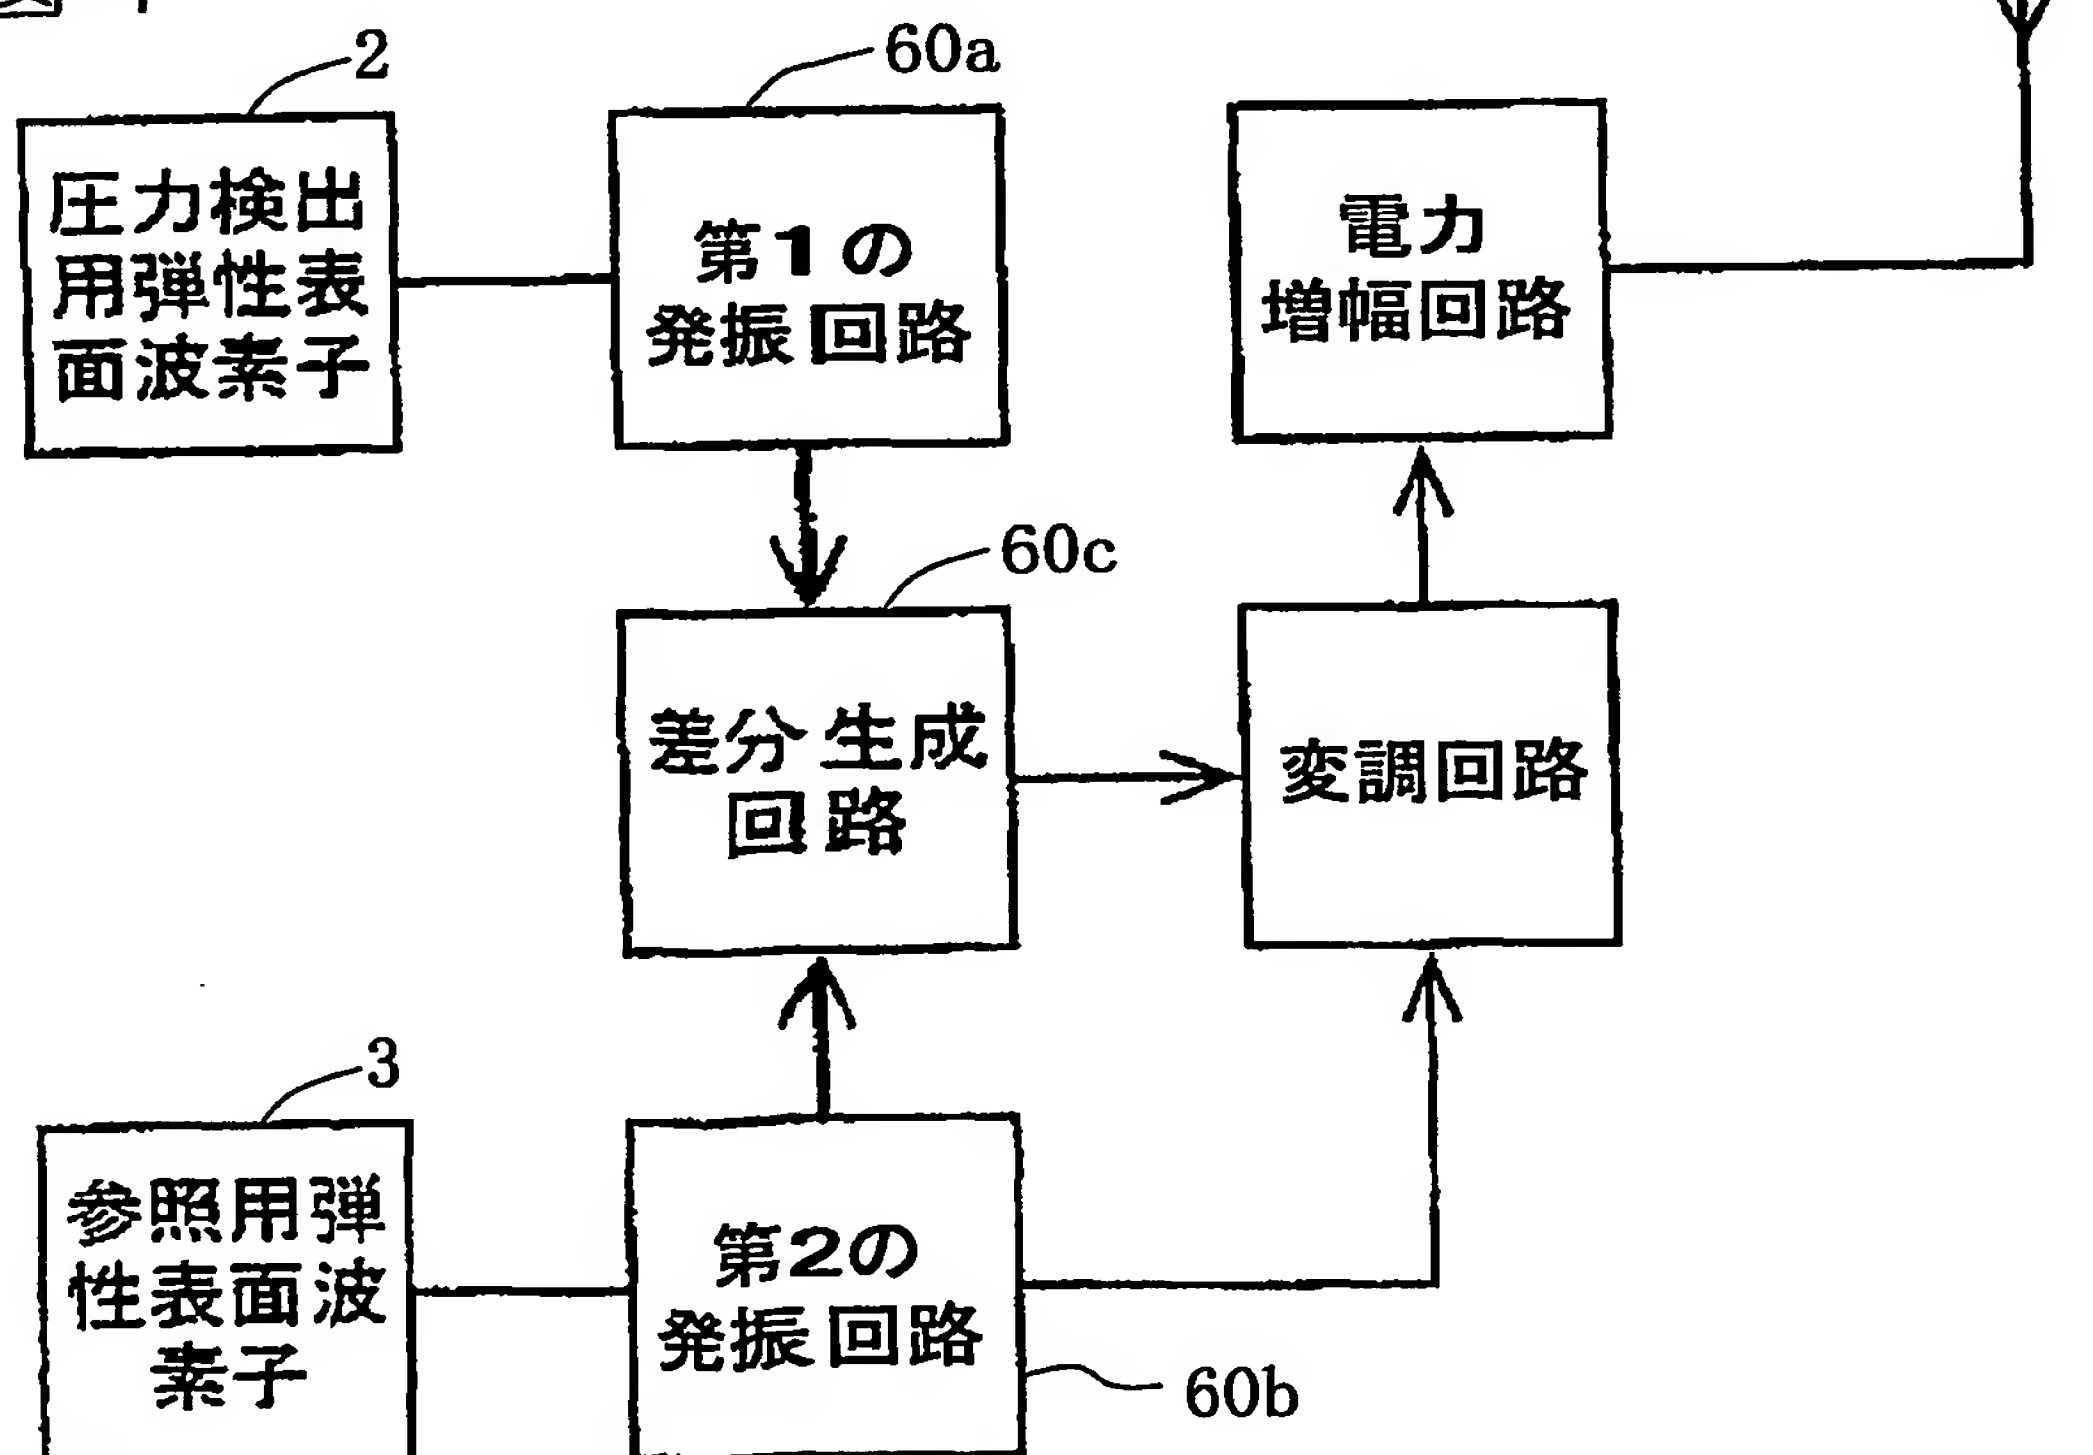 2
60a
圧力検出
用弾性表
面波素子
第1の
発振回路
電力
増幅回路
60c
差分生成
回路
変調回路
3
参照用弾
性表面波
素子
第2の
発振回路
60b